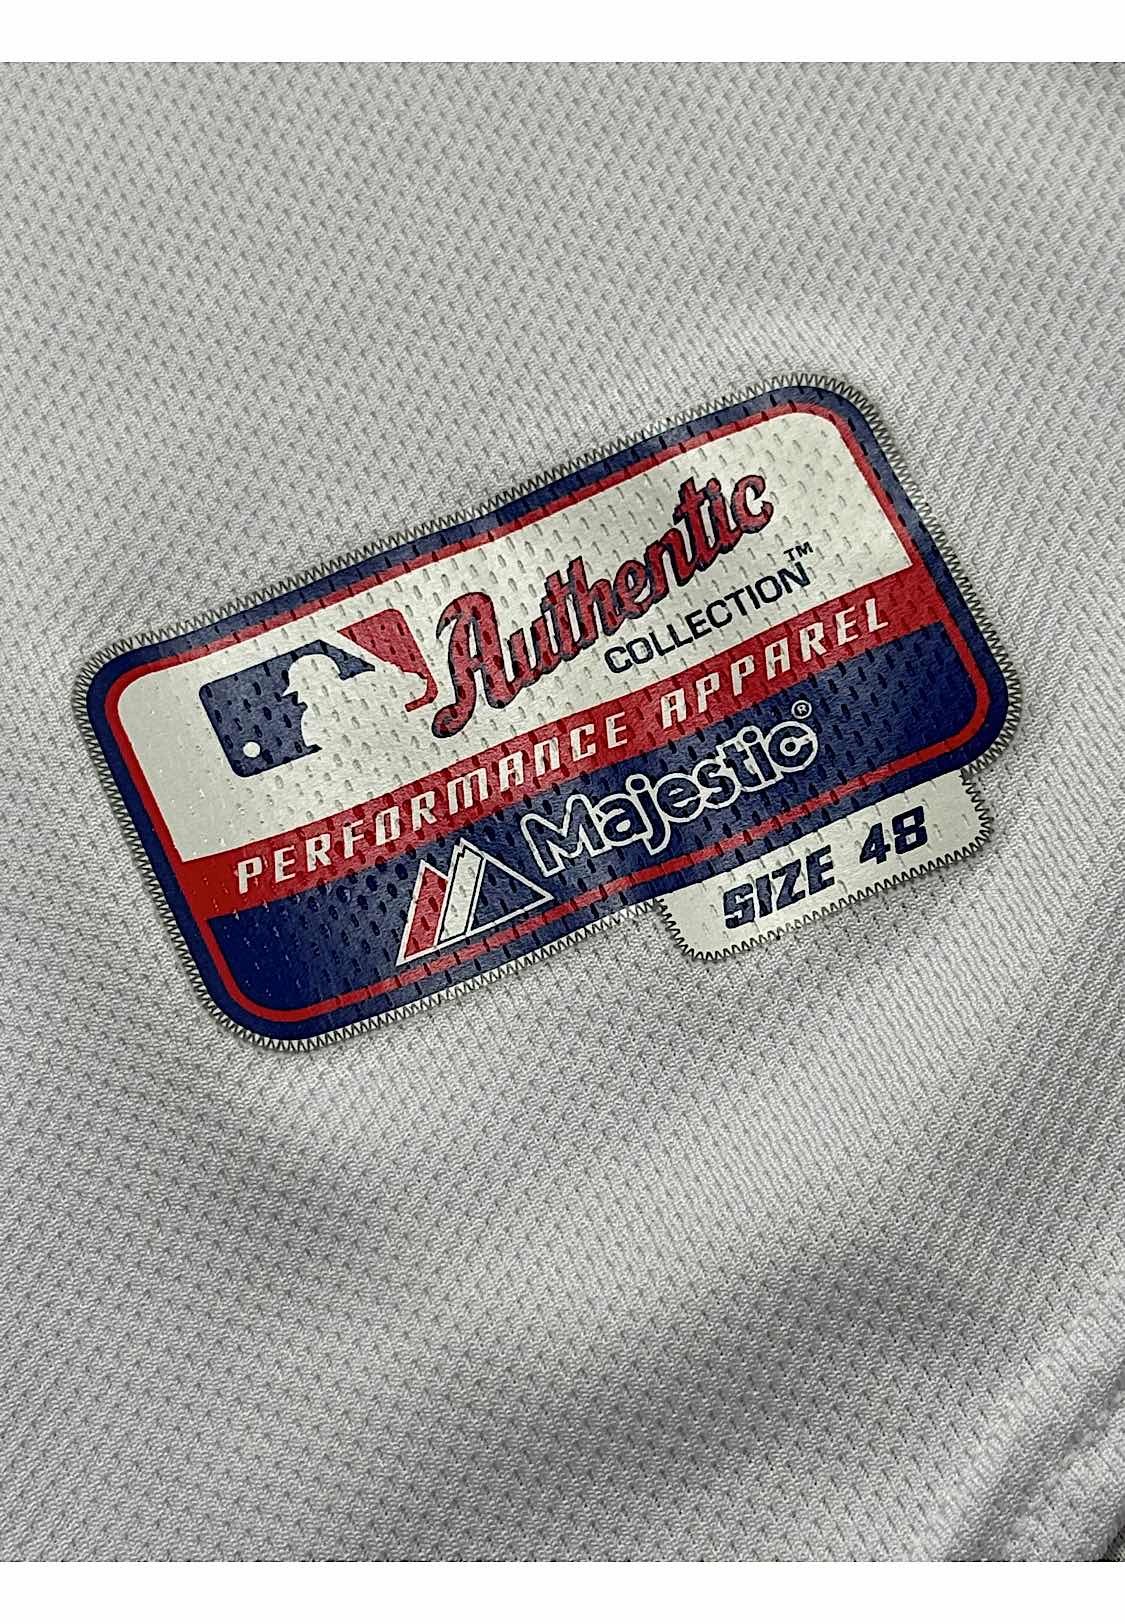 Authentic
COLLECTION™
PERFORMANCE APPAREL
Majestic®
SIZE 48